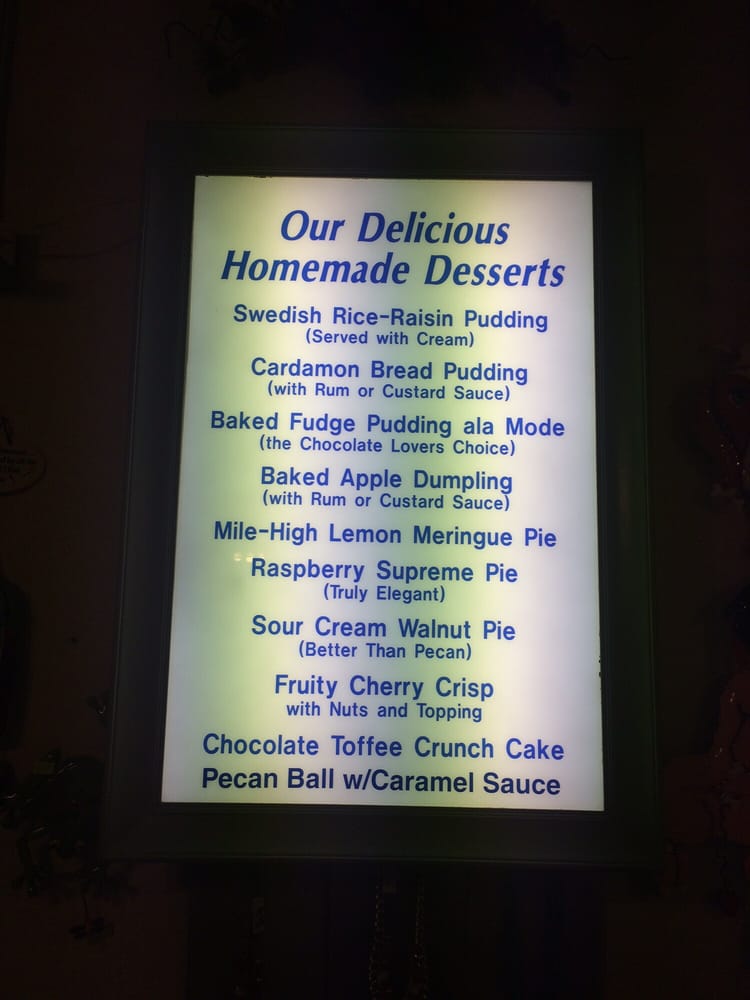 Our Delicious
Homemade Desserts
Swedish Rice-Raisin Pudding
(Served with Cream)
Cardamon Bread Pudding
(with Rum or Custard Sauce)
Baked Fudge Pudding ala Mode
(the Chocolate Lovers Choice)
Baked Apple Dumpling
(with Rum or Custard Sauce)
Mile-High Lemon Meringue Pie
Raspberry Supreme Pie
(Truly Elegant)
Sour Cream Walnut Pie
(Better Than Pecan)
Fruity Cherry Crisp
with Nuts and Topping
Chocolate Toffee Crunch Cake
Pecan Ball w/Caramel Sauce